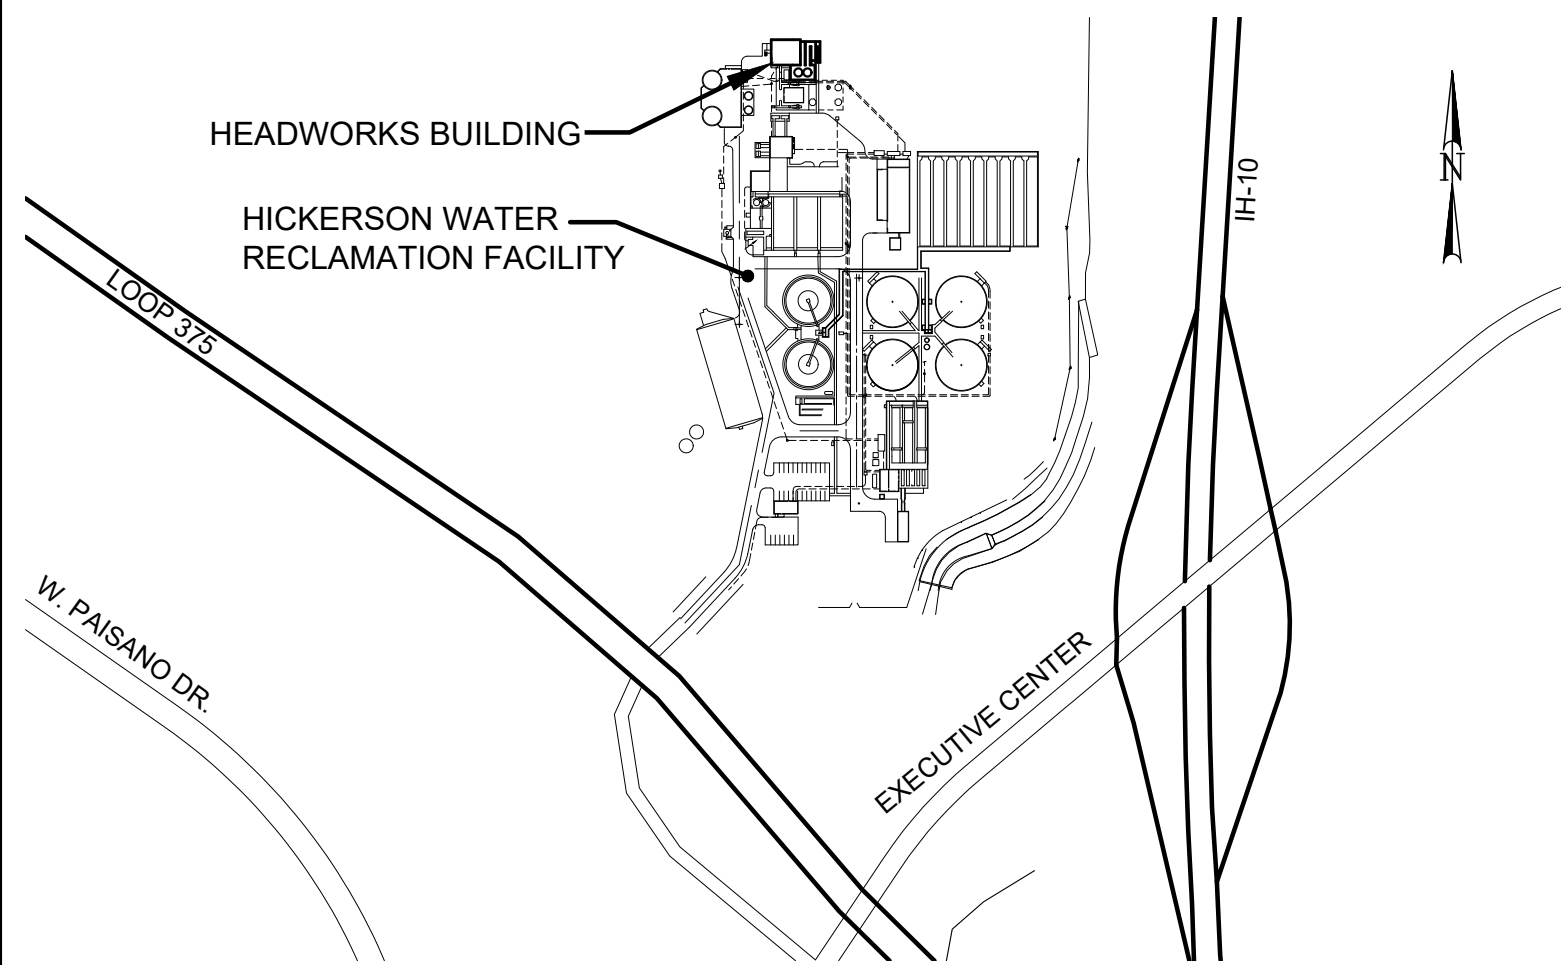 HEADWORKS BUILDING
HICKERSON WATER
RECLAMATION FACILITY
IH-10
N
LOOP 375
W. PAISANO DR.
EXECUTIVE CENTER